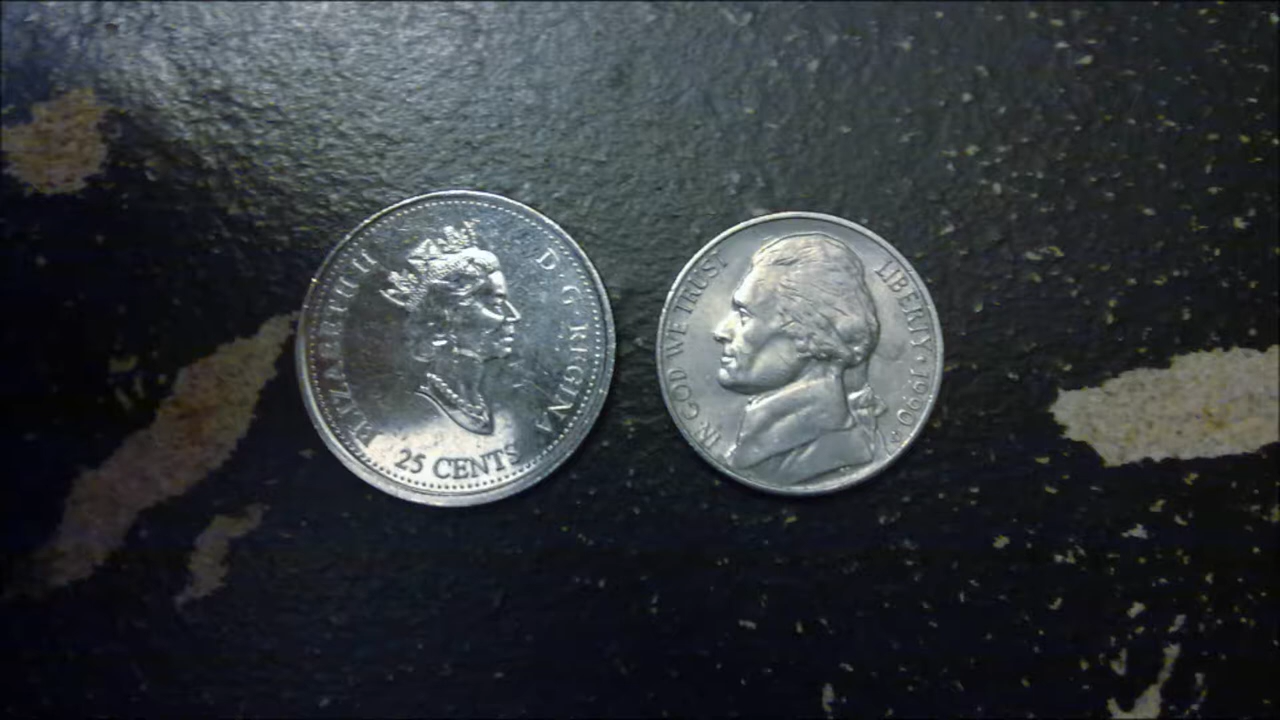 ELIZABETH II
D · G · REGINA
25 CENTS
IN GOD WE TRUST
LIBERTY · 1990
P